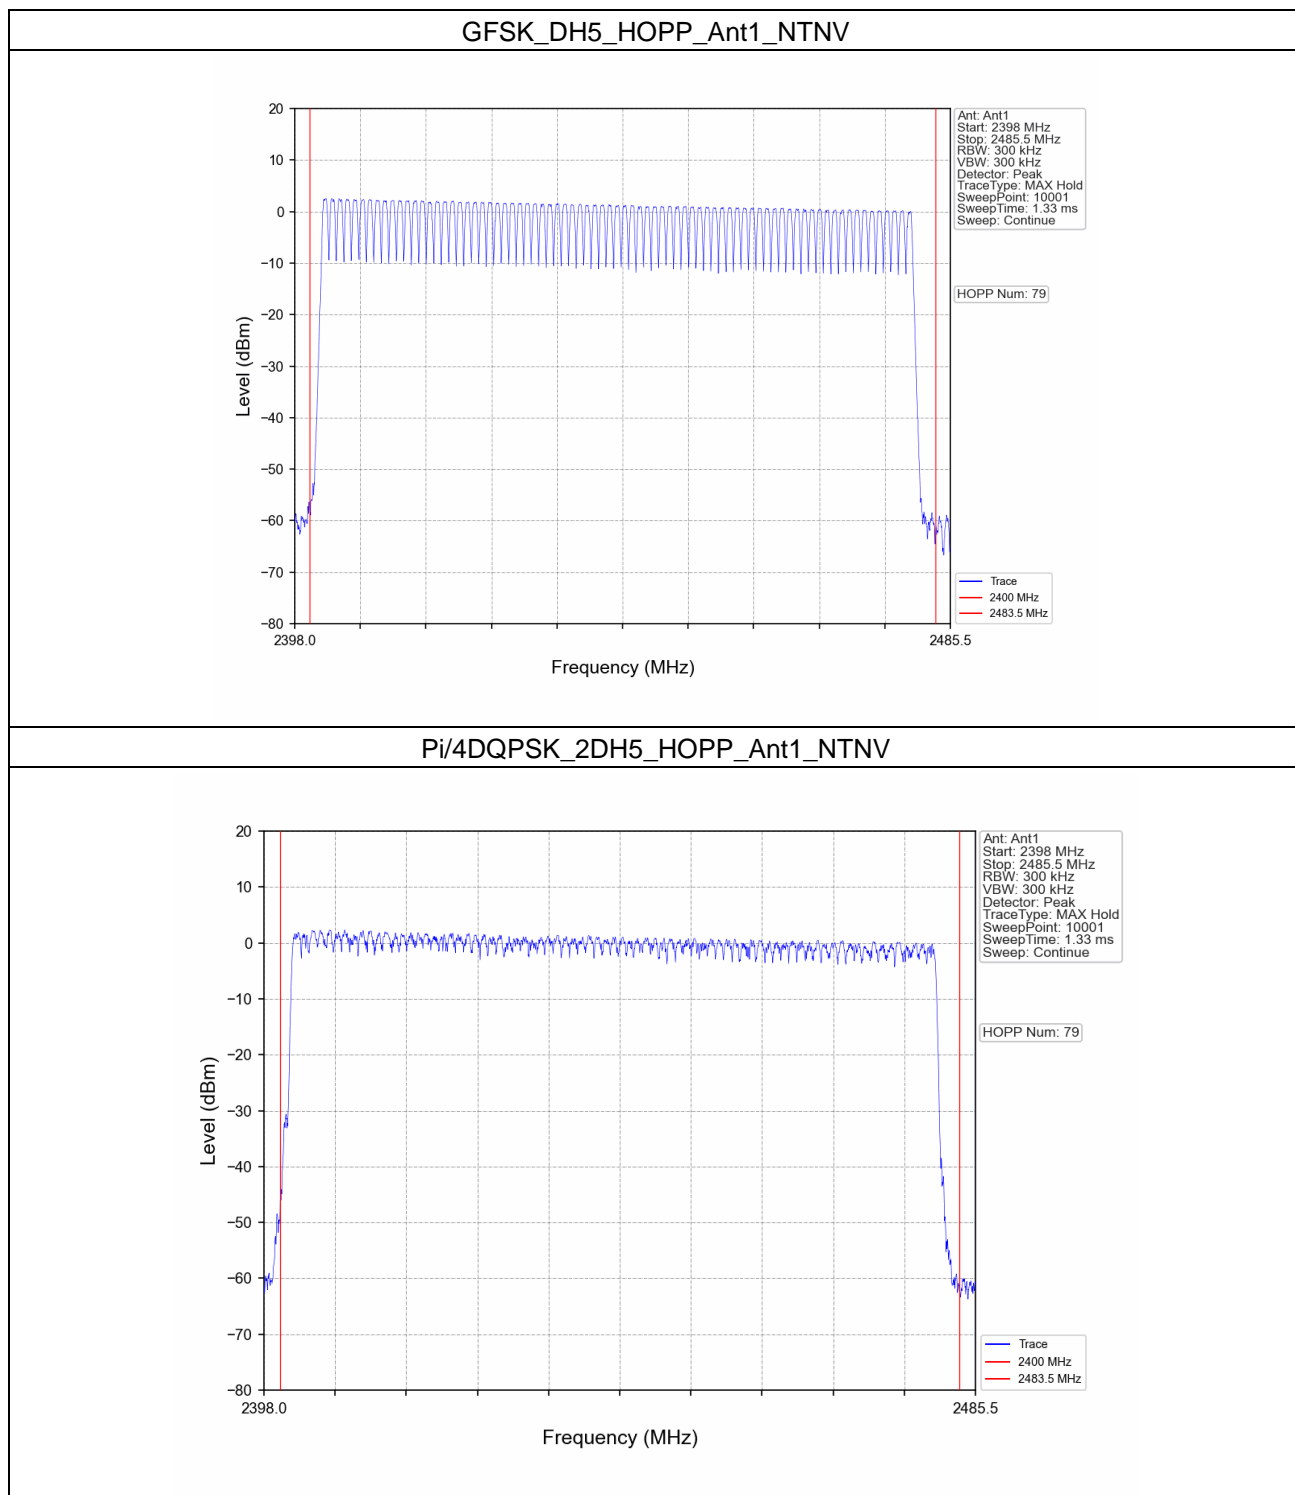 GFSK_DH5_HOPP_Ant1_NTNV
20
10
0
−10
−20
−30
−40
−50
−60
−70
−80
Level (dBm)
2398.0
2485.5
Frequency (MHz)
Ant: Ant1
Start: 2398 MHz
Stop: 2485.5 MHz
RBW: 300 kHz
VBW: 300 kHz
Detector: Peak
TraceType: MAX Hold
SweepPoint: 10001
SweepTime: 1.33 ms
Sweep: Continue
HOPP Num: 79
Trace
2400 MHz
2483.5 MHz
Pi/4DQPSK_2DH5_HOPP_Ant1_NTNV
20
10
0
−10
−20
−30
−40
−50
−60
−70
−80
Level (dBm)
2398.0
2485.5
Frequency (MHz)
Ant: Ant1
Start: 2398 MHz
Stop: 2485.5 MHz
RBW: 300 kHz
VBW: 300 kHz
Detector: Peak
TraceType: MAX Hold
SweepPoint: 10001
SweepTime: 1.33 ms
Sweep: Continue
HOPP Num: 79
Trace
2400 MHz
2483.5 MHz